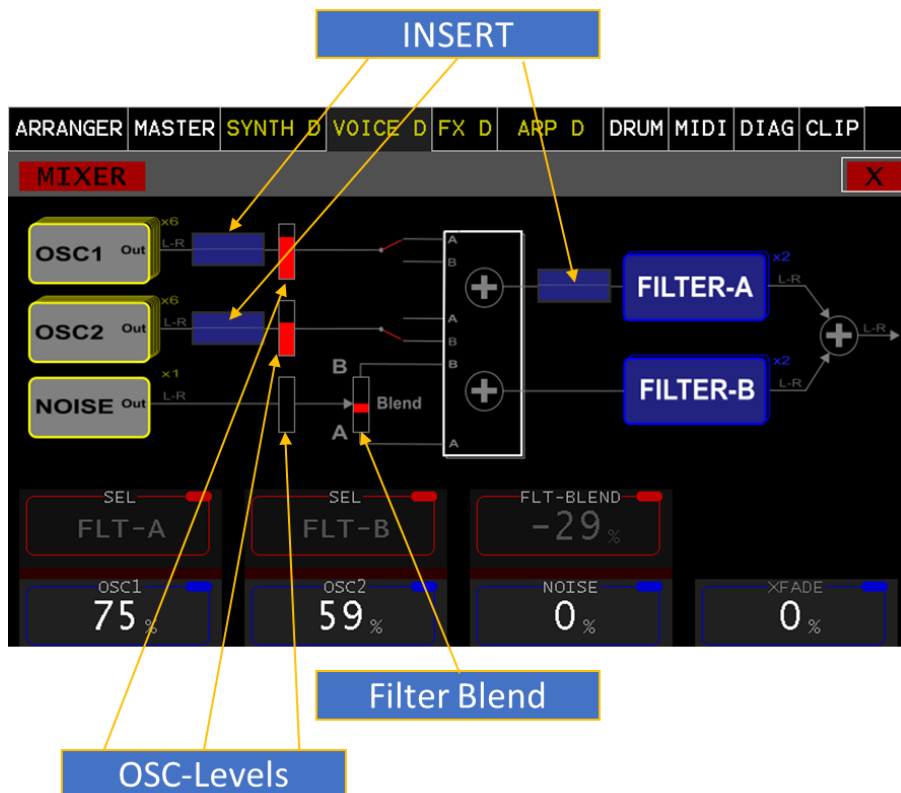 INSERT
ARRANGER MASTER SYNTH D VOICE D FX D ARP D DRUM MIDI DIAG CLIP
MIXER X
OSC1 Out x6 L-R
A
B
FILTER-A x2 L-R
OSC2 Out x6 L-R
A
B
L-R
NOISE Out x1 L-R
B
B
Blend
A
A
FILTER-B x2 L-R
SEL SEL FLT-BLEND
FLT-A FLT-B -29 %
OSC1 OSC2 NOISE XFADE
75 % 59 % 0 % 0 %
Filter Blend
OSC-Levels